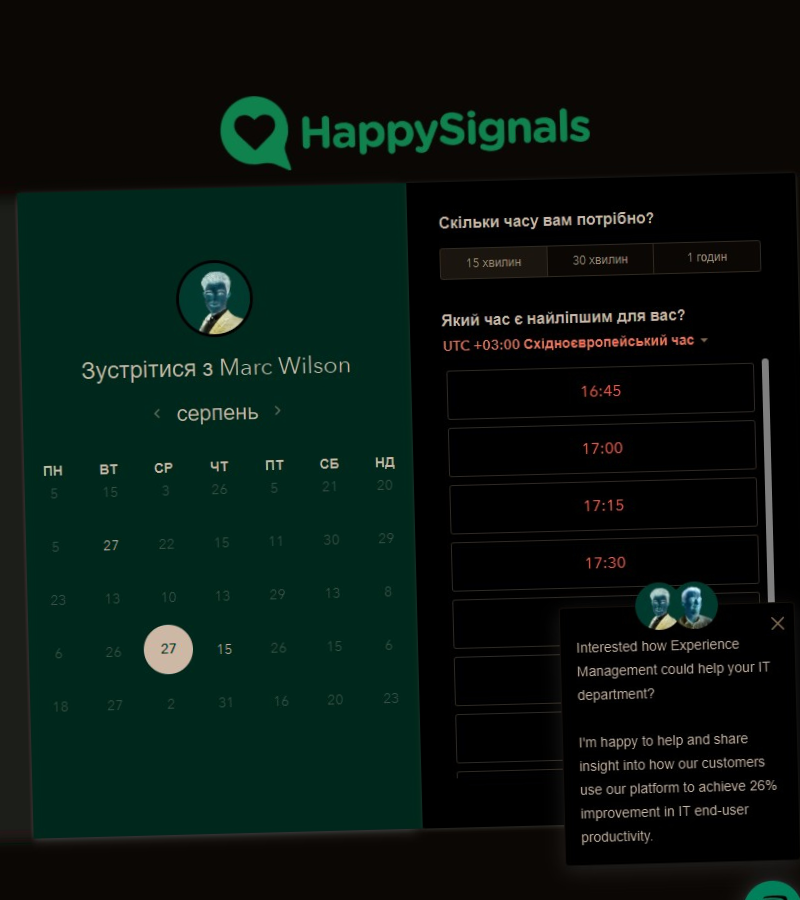 HappySignals
Зустрітися з Marc Wilson
серпень
ПН ВТ СР ЧТ ПТ СБ НД
5 15 3 26 5 21 20
5 27 22 15 11 30 29
23 13 10 13 29 13 8
6 26 27 15 26 15 6
18 27 2 31 16 20 23
Скільки часу вам потрібно?
15 хвилин 30 хвилин 1 годин
Який час є найліпшим для вас?
UTC +03:00 Східноєвропейський час
16:45
17:00
17:15
17:30
Interested how Experience
Management could help your IT
department?
I'm happy to help and share
insight into how our customers
use our platform to achieve 26%
improvement in IT end-user
productivity.